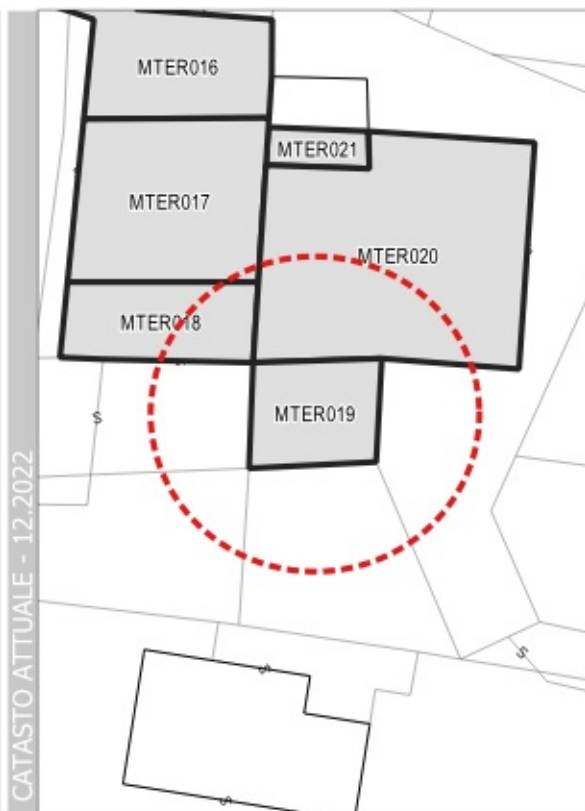 MTER016
MTER021
MTER017
MTER020
MTER018
MTER019
S
S
S
S
CATASTO ATTUALE - 12.2022